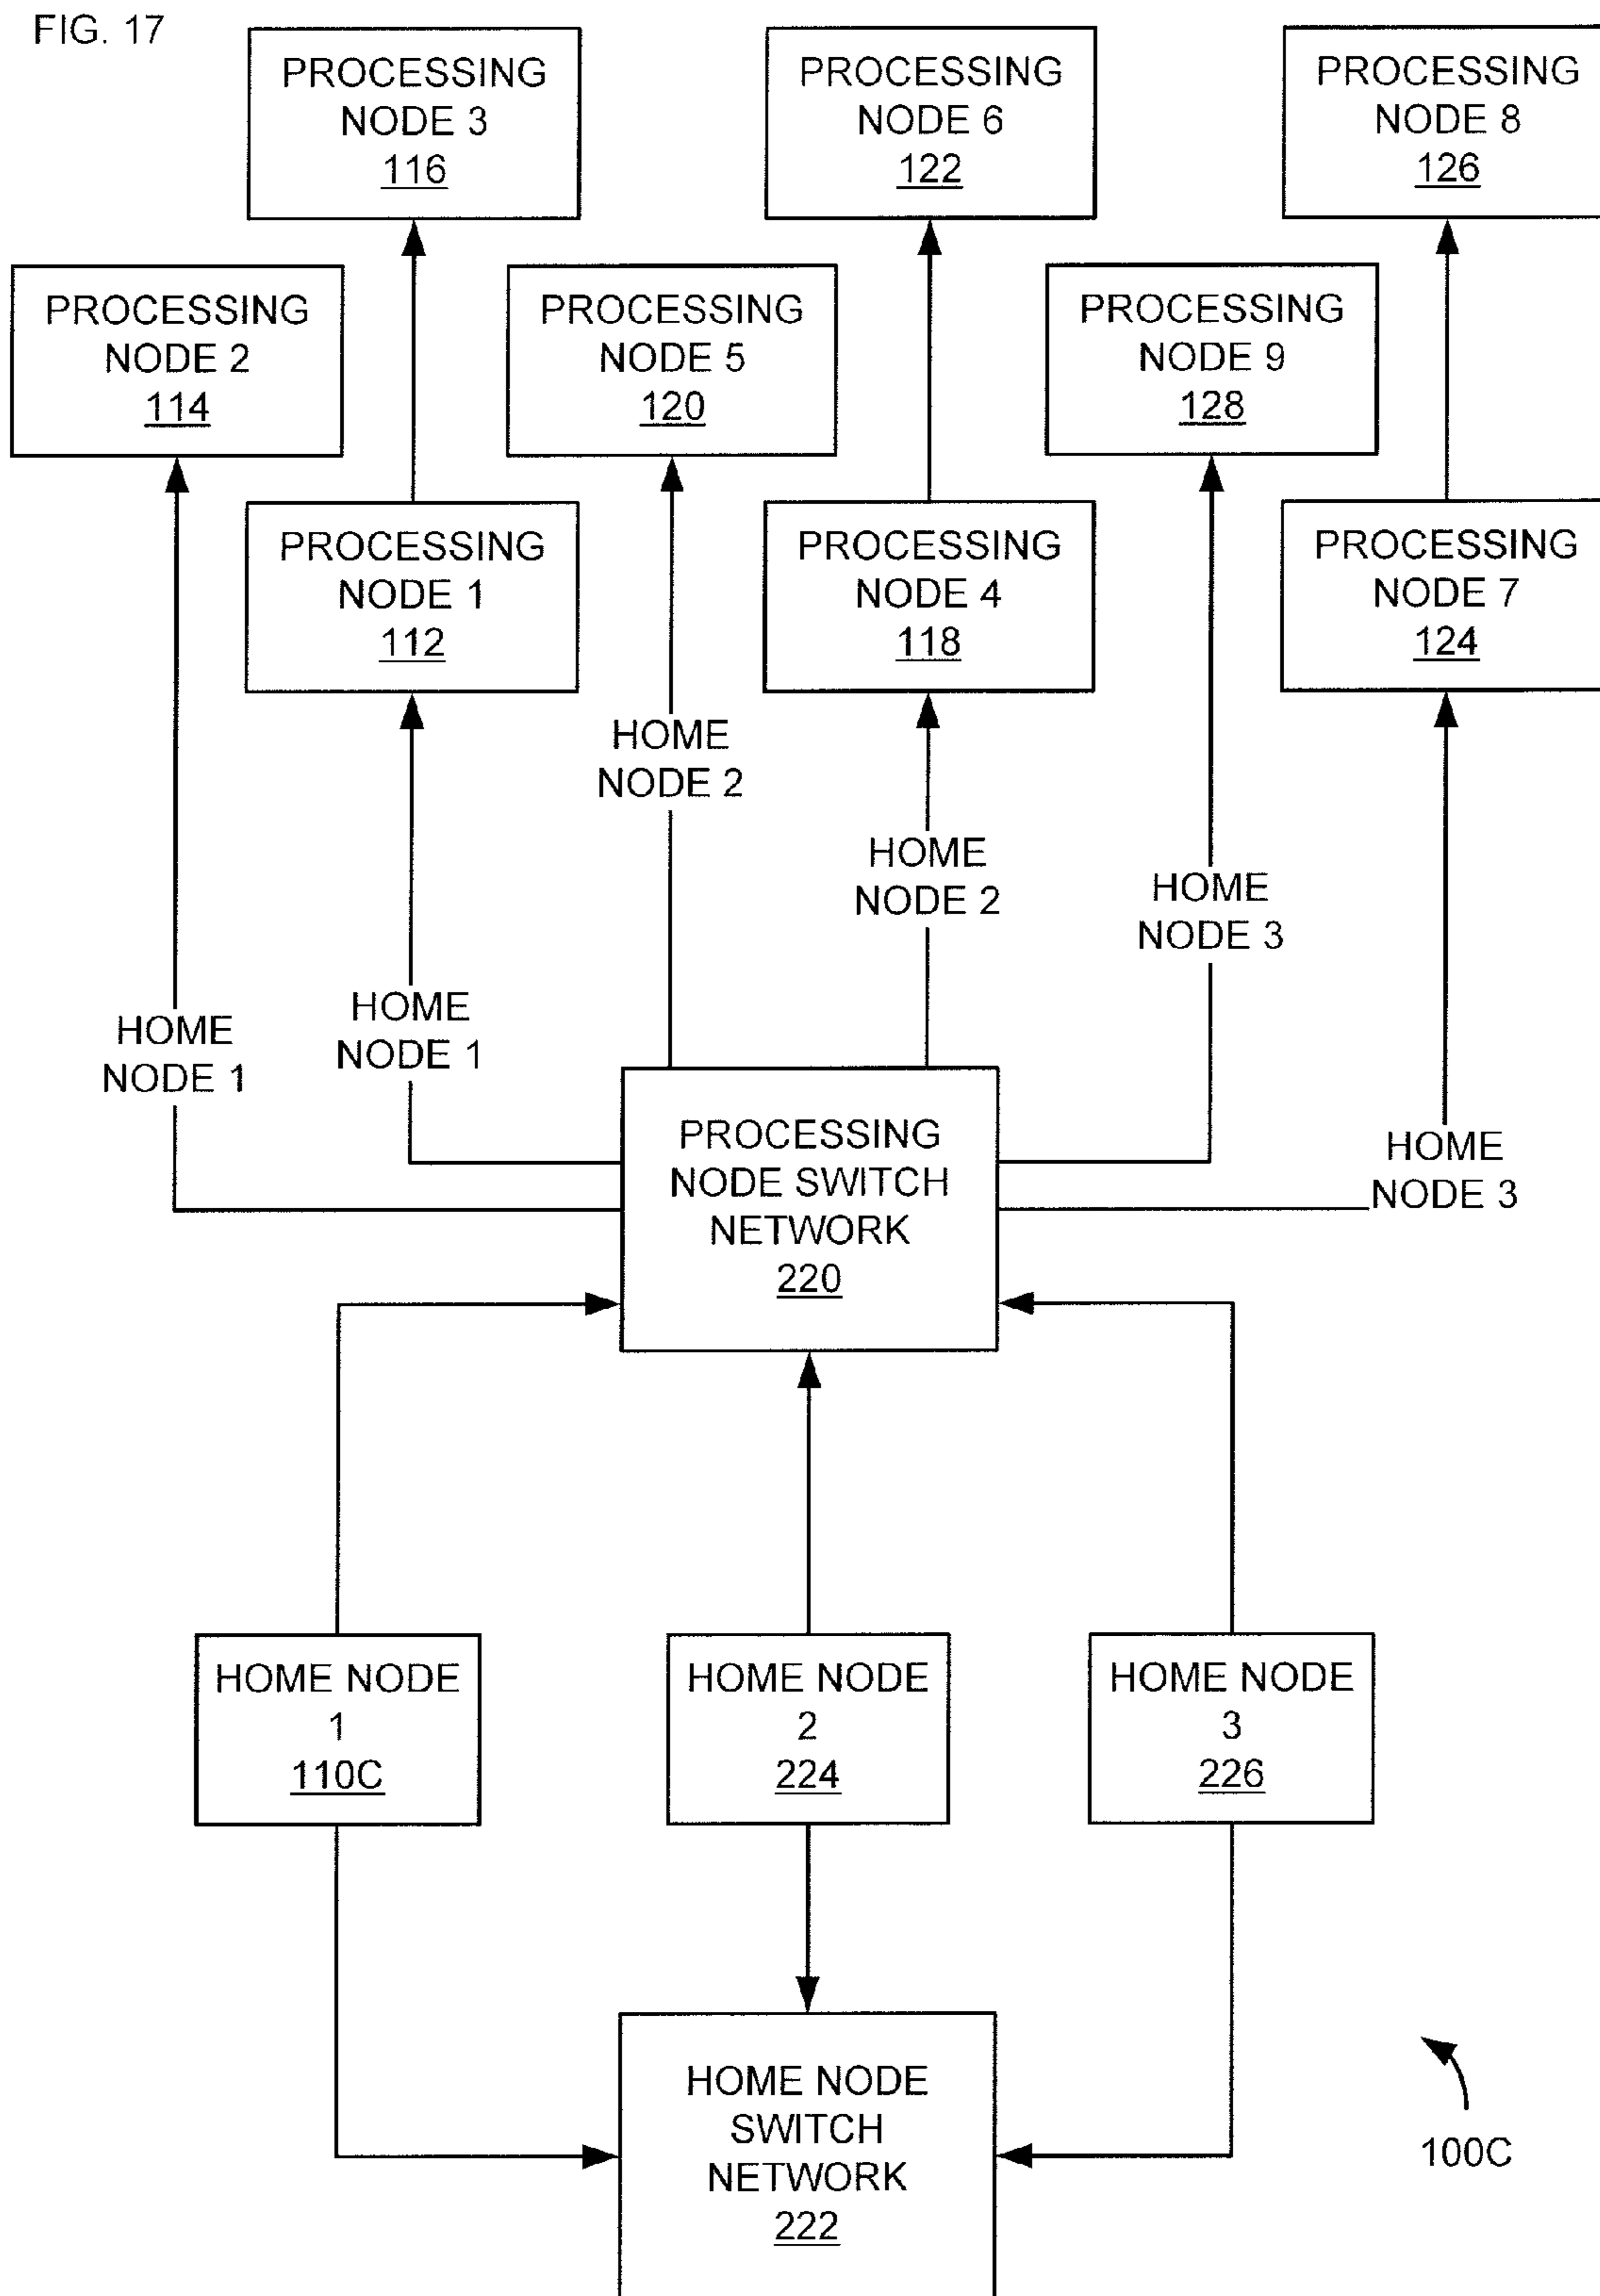 FIG. 17
PROCESSING
NODE 3
116
PROCESSING
NODE 6
122
PROCESSING
NODE 8
126
PROCESSING
NODE 2
114
PROCESSING
NODE 5
120
PROCESSING
NODE 9
128
PROCESSING
NODE 1
112
PROCESSING
NODE 4
118
PROCESSING
NODE 7
124
HOME
NODE 2
HOME
NODE 2
HOME
NODE 3
HOME
NODE 1
HOME
NODE 1
HOME
NODE 3
PROCESSING
NODE SWITCH
NETWORK
220
HOME NODE
1
110C
HOME NODE
2
224
HOME NODE
3
226
HOME NODE
SWITCH
NETWORK
222
100C